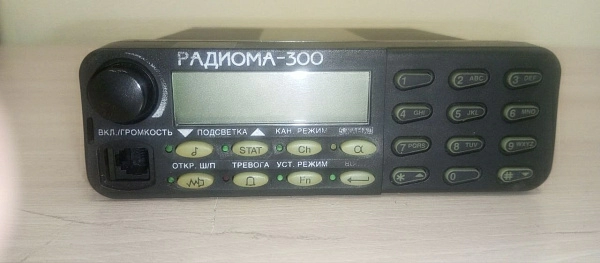 РАДИОМА-300
ВКЛ./ГРОМКОСТЬ ПОДСВЕТКА КАН. РЕЖИМ
STAT Ch α
ОТКР. Ш/П ТРЕВОГА УСТ. РЕЖИМ
Fn
1 2 ABC 3 DEF
4 GHI 5 JKL 6 MNO
7 PQRS 8 TUV 9 WXYZ
* 0 #